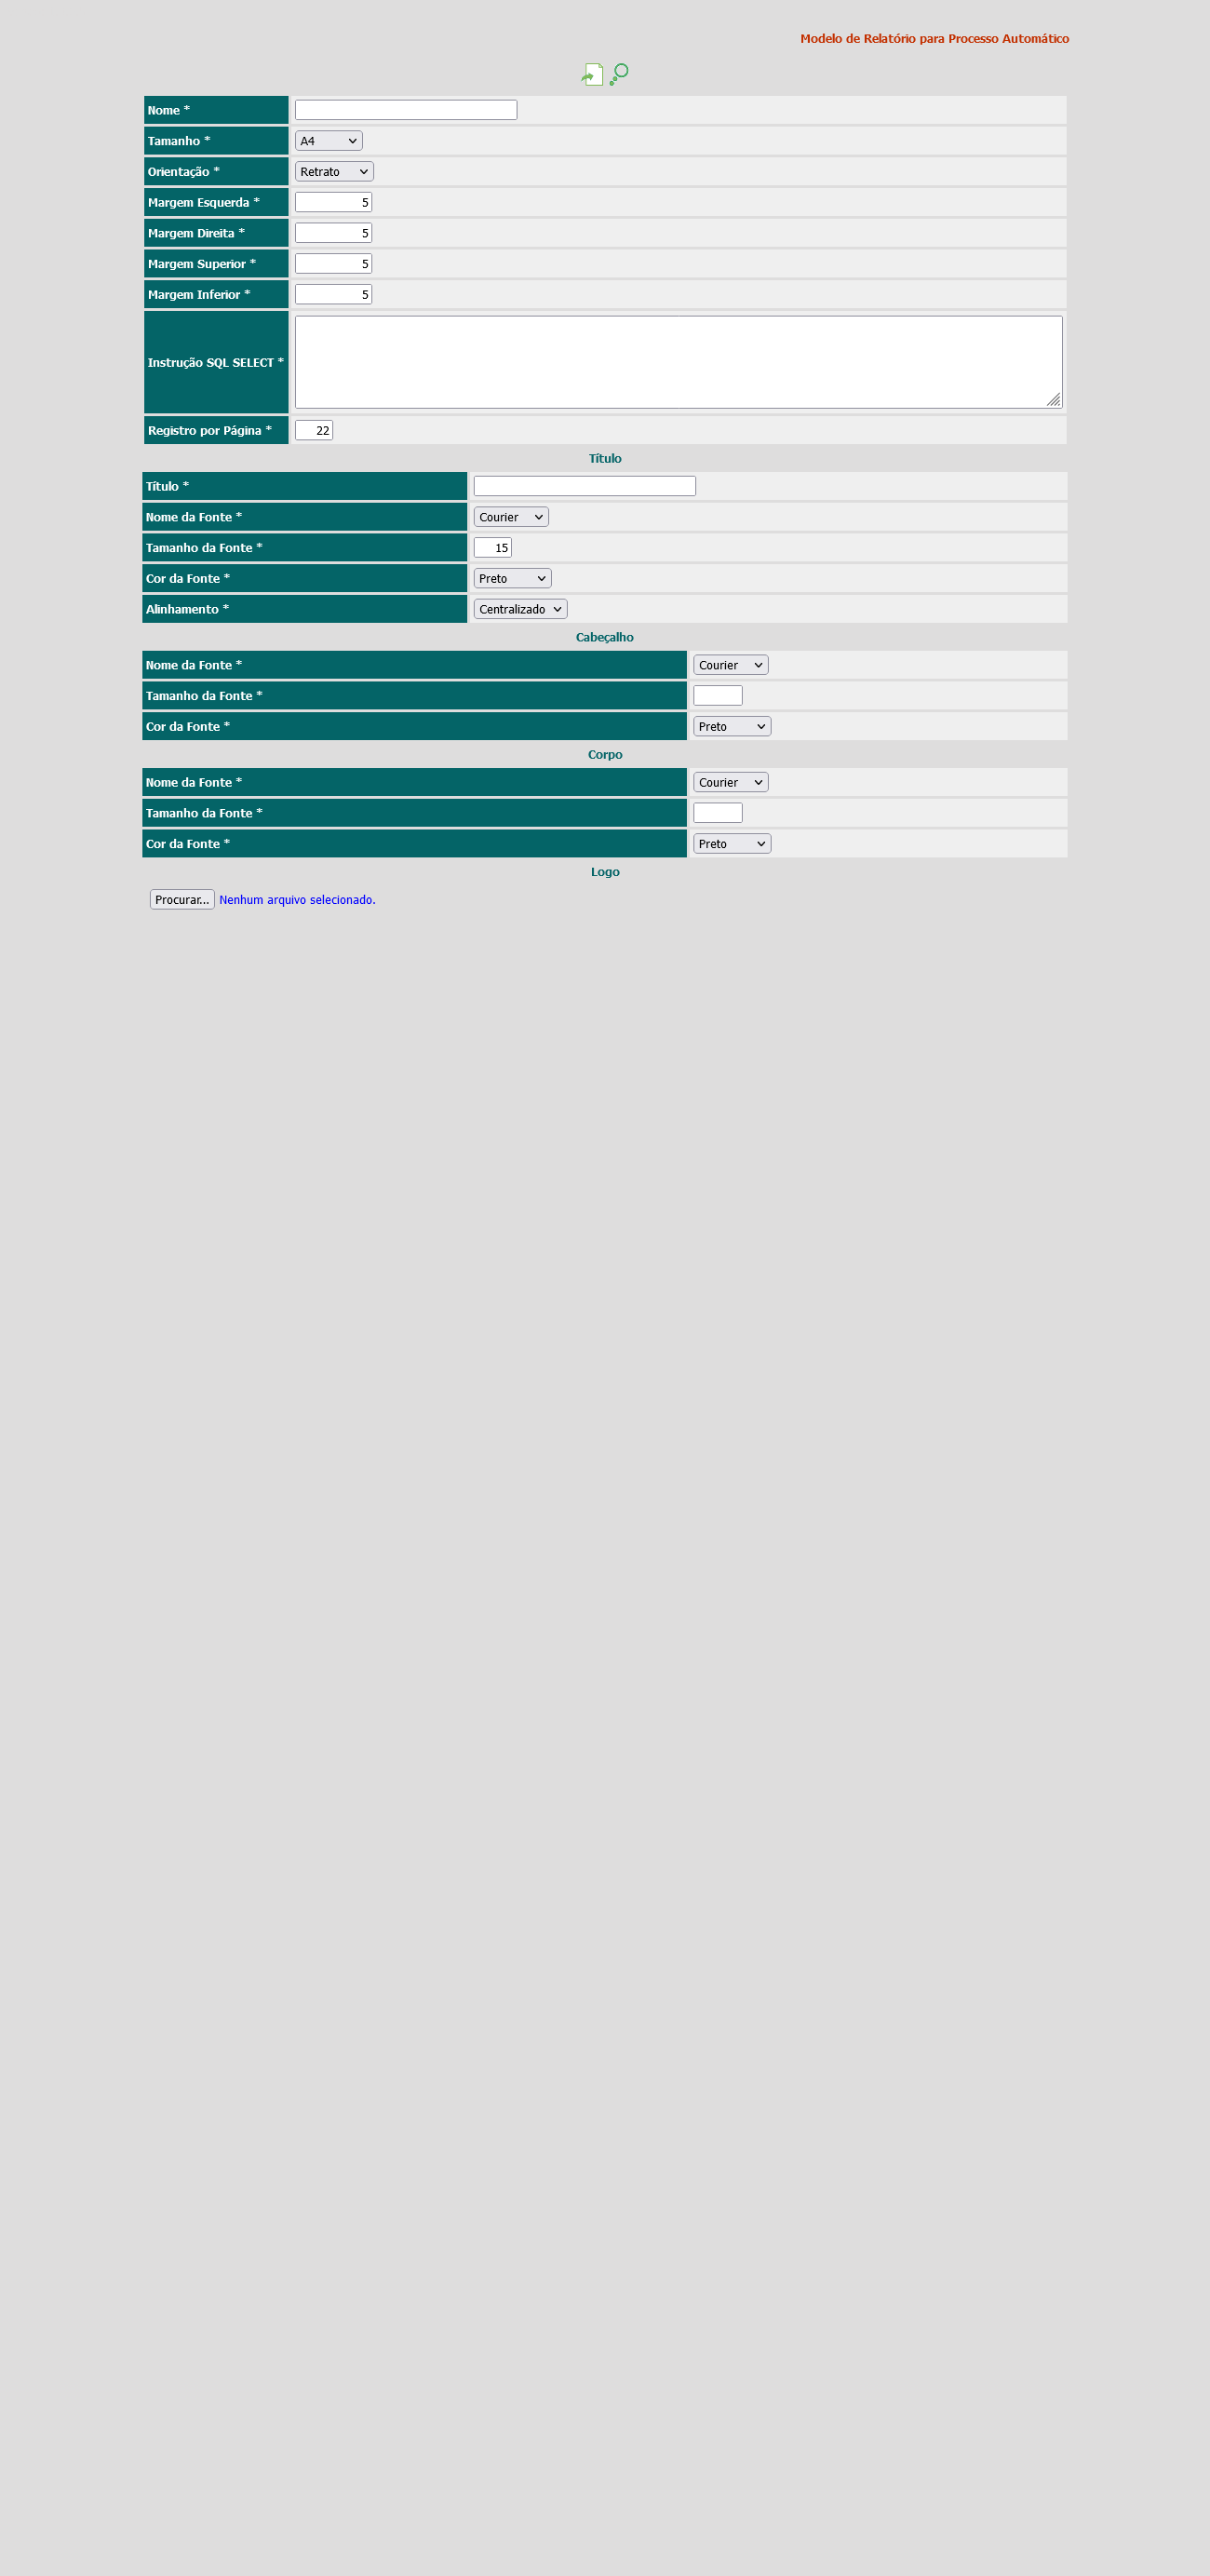 Modelo de Relatório para Processo Automático
Nome *
Tamanho * A4
Orientação * Retrato
Margem Esquerda * 5
Margem Direita * 5
Margem Superior * 5
Margem Inferior * 5
Instrução SQL SELECT *
Registro por Página * 22
Título
Título *
Nome da Fonte * Courier
Tamanho da Fonte * 15
Cor da Fonte * Preto
Alinhamento * Centralizado
Cabeçalho
Nome da Fonte * Courier
Tamanho da Fonte *
Cor da Fonte * Preto
Corpo
Nome da Fonte * Courier
Tamanho da Fonte *
Cor da Fonte * Preto
Logo
Procurar... Nenhum arquivo selecionado.